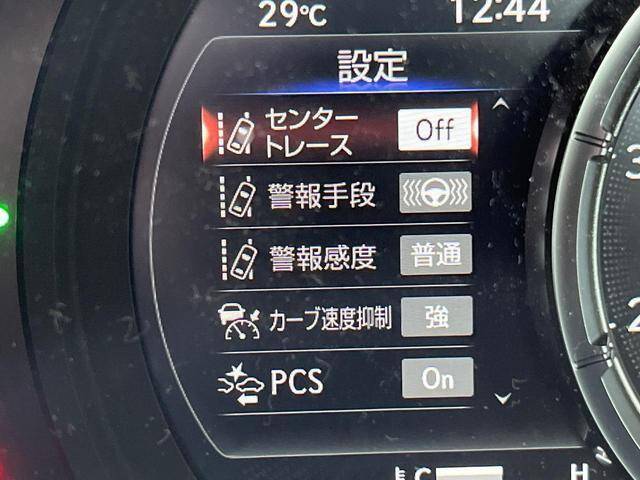 29℃ 12:44
設定
センター
トレース Off
警報手段
警報感度 普通
カーブ速度抑制 強
PCS On
C H